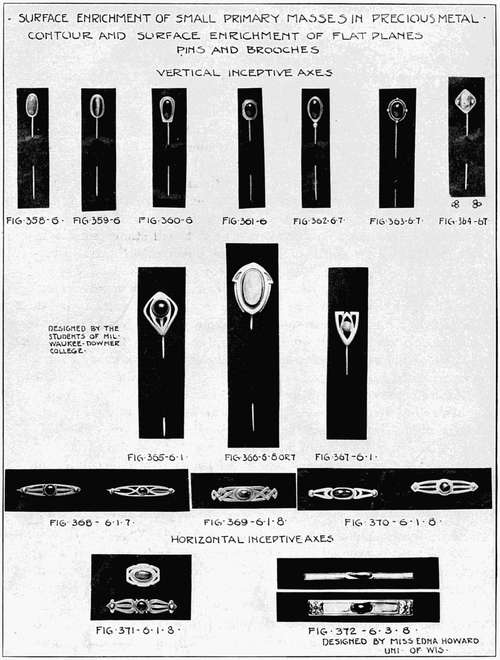 · SURFACE ENRICHMENT OF SMALL PRIMARY MASSES IN PRECIOUS METAL ·
CONTOUR AND SURFACE ENRICHMENT OF FLAT PLANES
PINS AND BROOCHES
VERTICAL INCEPTIVE AXES
FIG·358-6· FIG·359-6 FIG·360-6 FIG·361-6 FIG·362·6·7· FIG·363·6·7· FIG·364-6T
DESIGNED BY THE
STUDENTS OF MIL-
WAUKEE-DOWNER
COLLEGE·
FIG·365-6·1· FIG·366-5·8 OR 7 FIG·367-6·1·
FIG·368-6·1·7· FIG·369-6·1·8· FIG·370-6·1·8·
HORIZONTAL INCEPTIVE AXES
FIG·371-6·1·8· FIG·372-6·3·8·
DESIGNED BY MISS EDNA HOWARD
UNI· OF WIS·